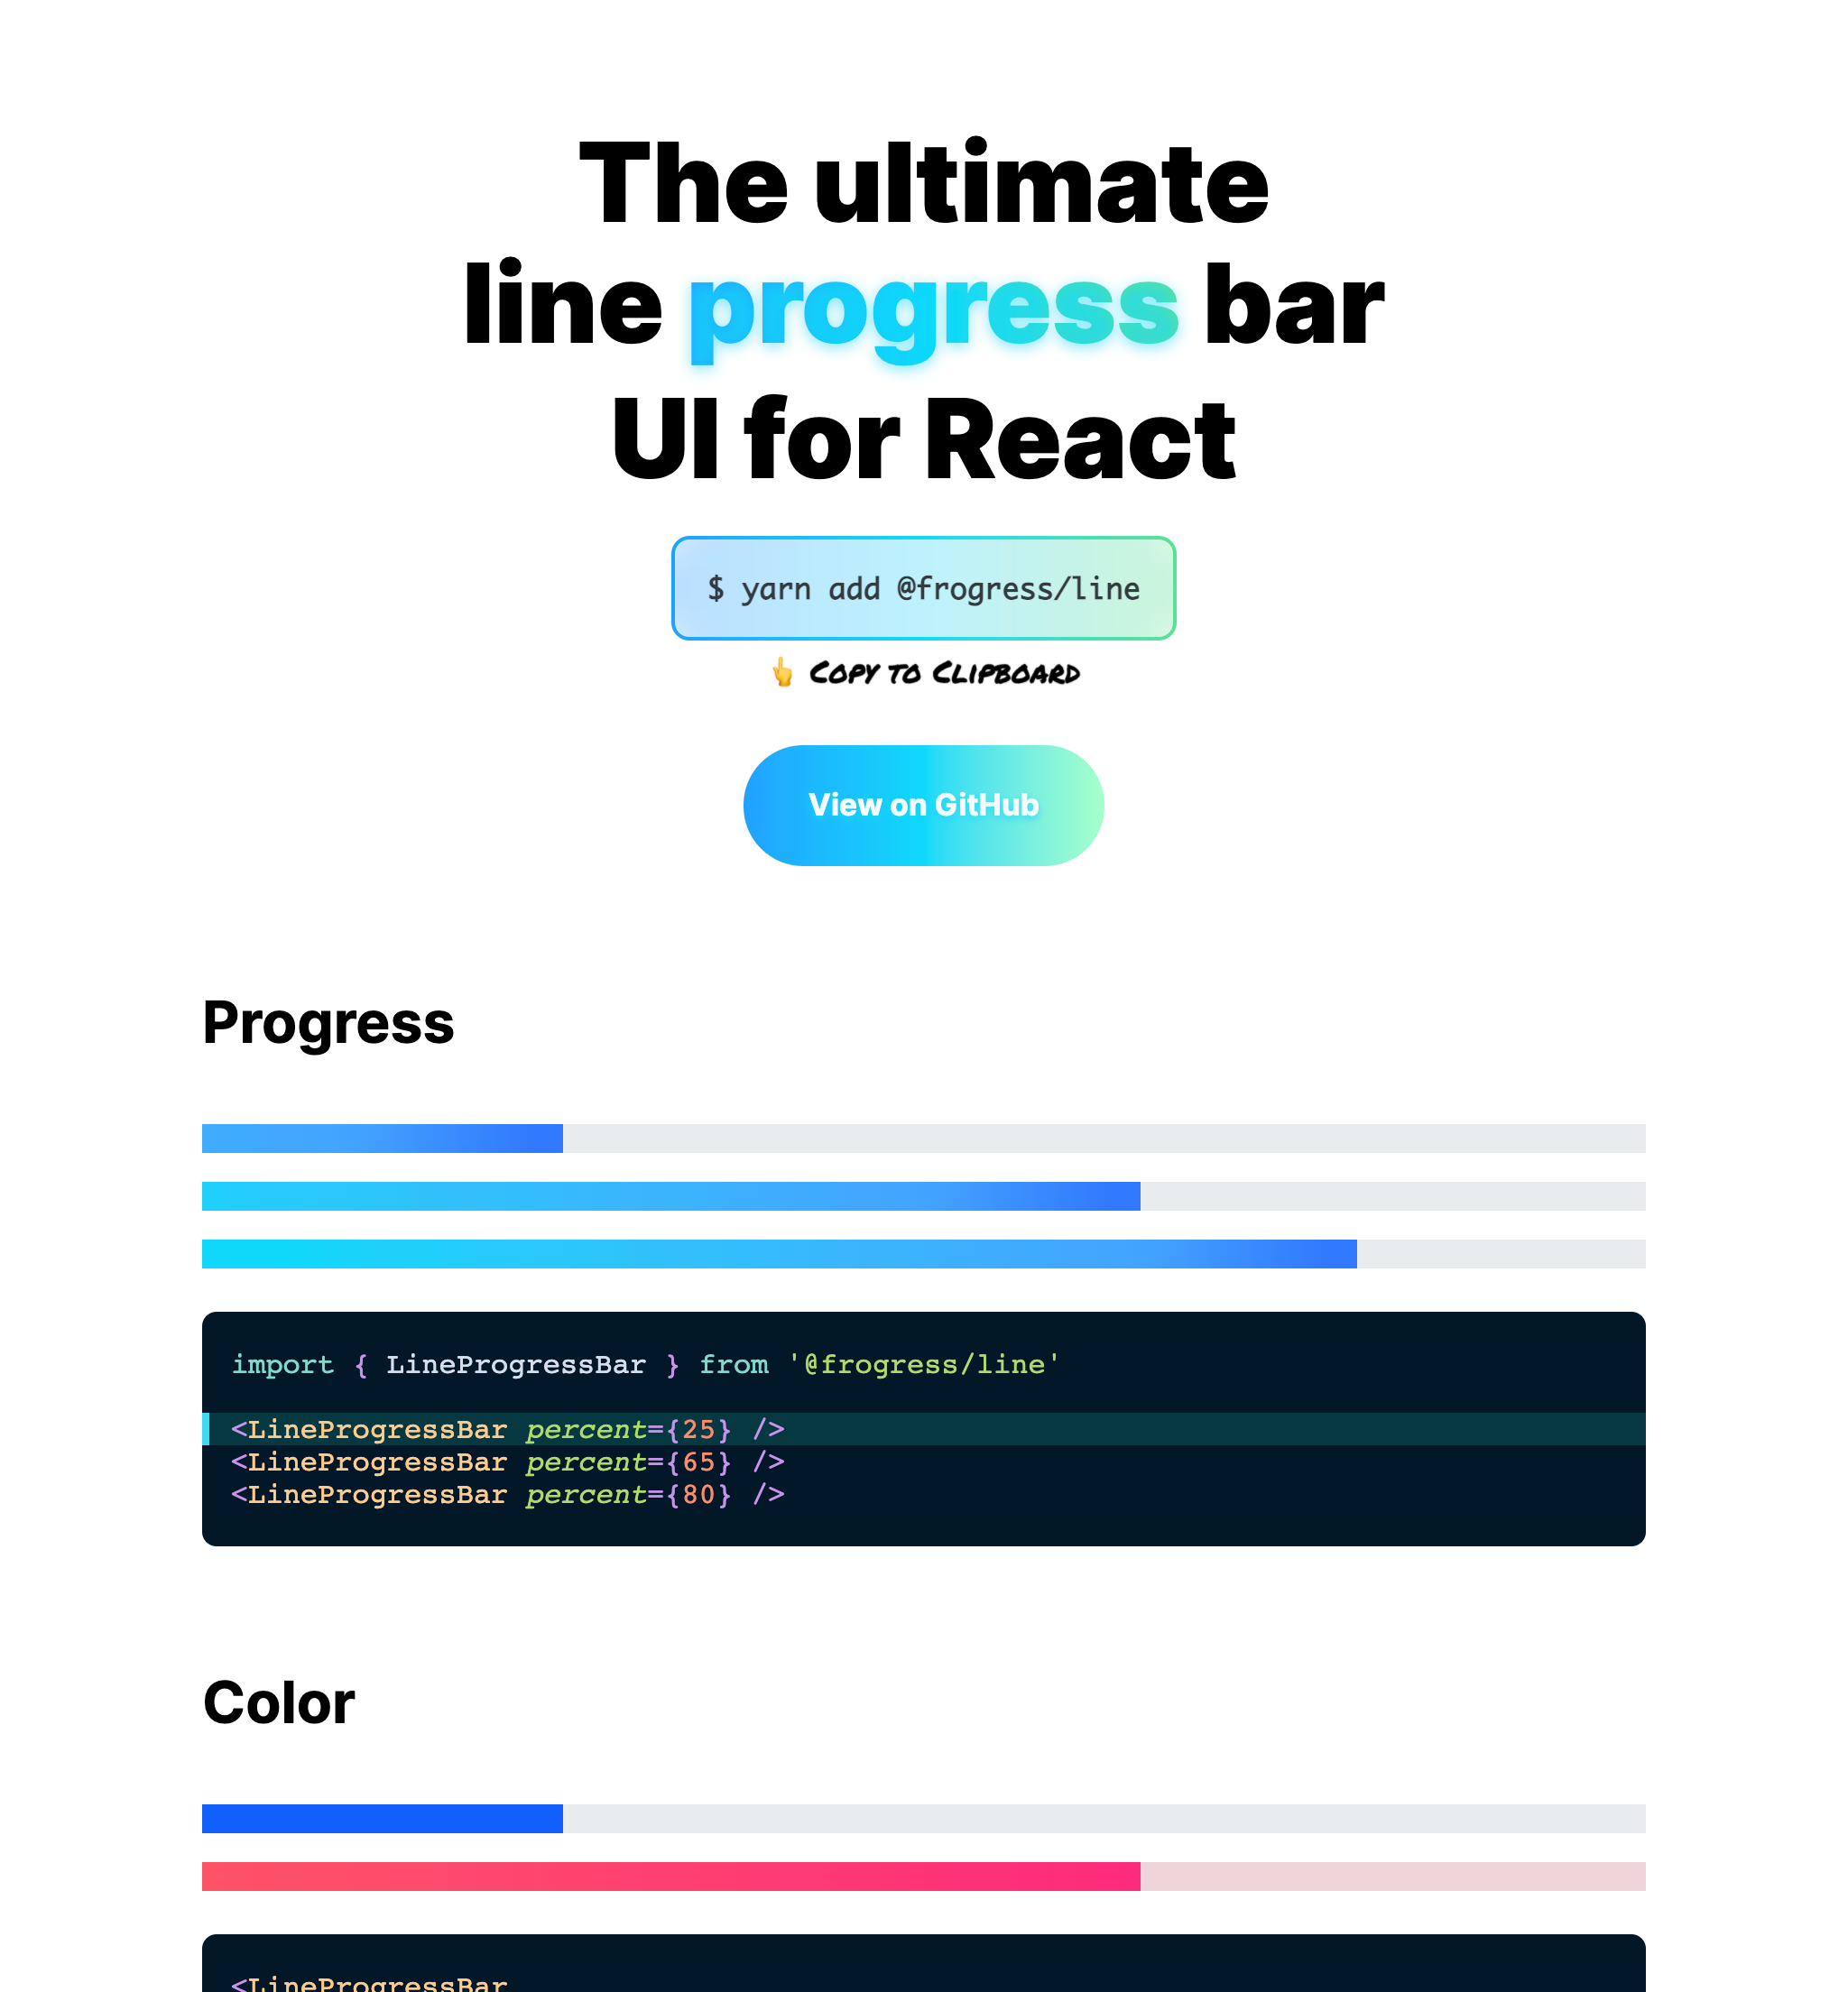 The ultimate
line progress bar
UI for React
$ yarn add @frogress/line
👆 Copy to Clipboard
View on GitHub
Progress
import { LineProgressBar } from '@frogress/line'
<LineProgressBar percent={25} />
<LineProgressBar percent={65} />
<LineProgressBar percent={80} />
Color
<LineProgressBar